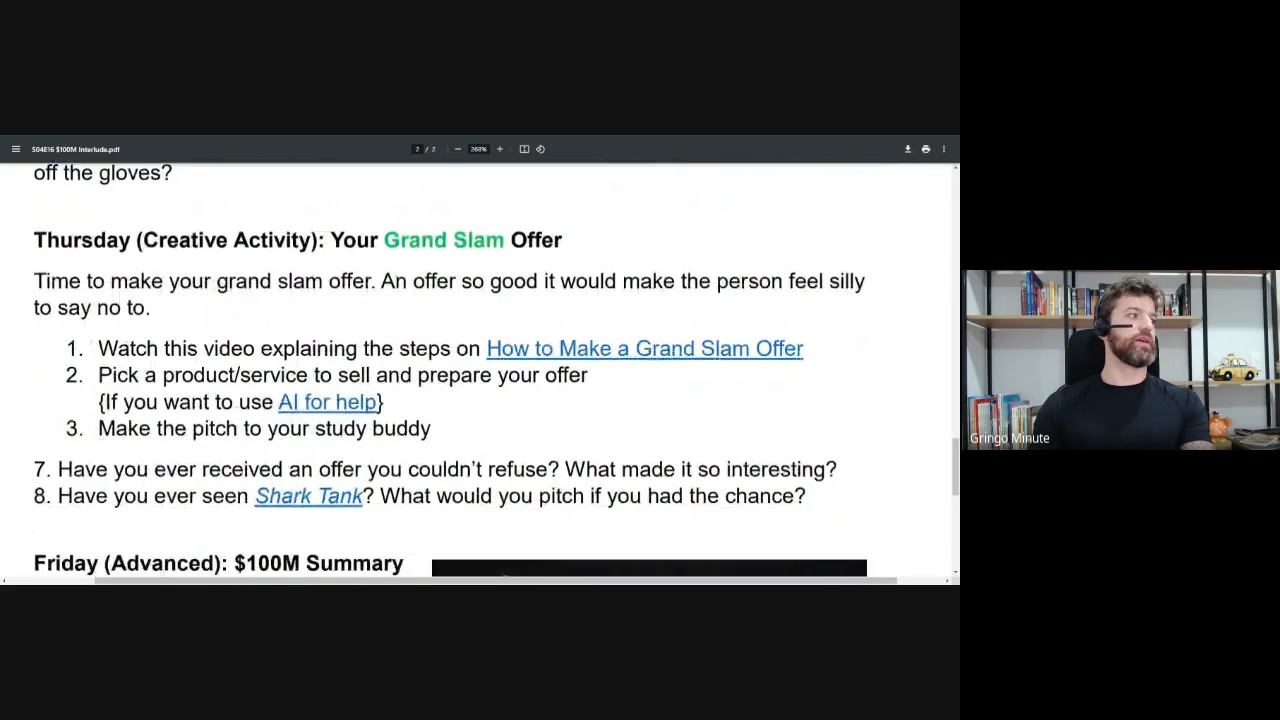 S04E16 $100M Interlude.pdf
2 / 2
268%
off the gloves?
Thursday (Creative Activity): Your Grand Slam Offer
Time to make your grand slam offer. An offer so good it would make the person feel silly
to say no to.
1. Watch this video explaining the steps on How to Make a Grand Slam Offer
2. Pick a product/service to sell and prepare your offer
{If you want to use AI for help}
3. Make the pitch to your study buddy
7. Have you ever received an offer you couldn't refuse? What made it so interesting?
8. Have you ever seen Shark Tank? What would you pitch if you had the chance?
Friday (Advanced): $100M Summary
Gringo Minute